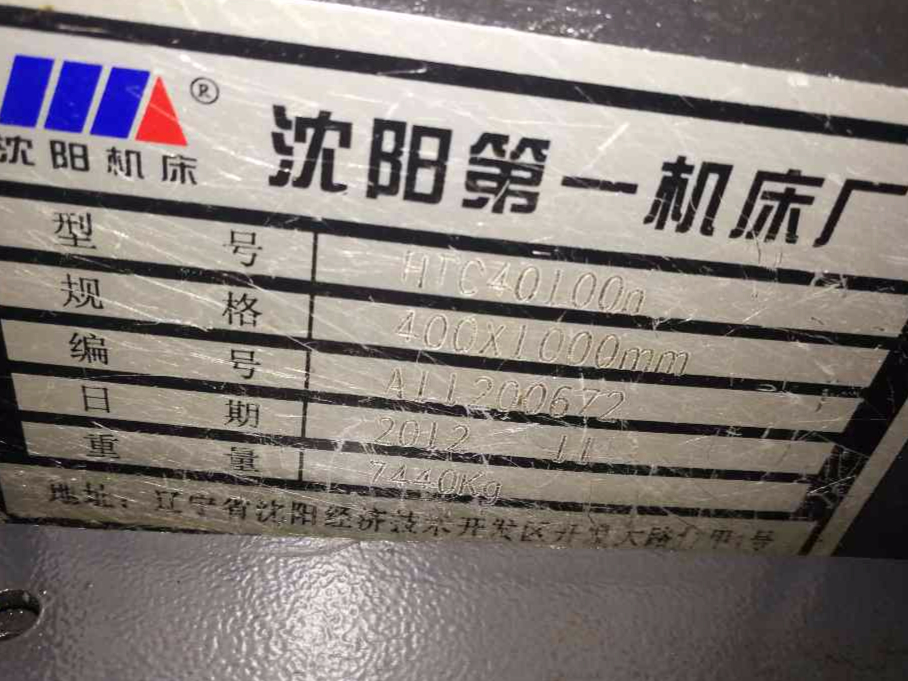 ®
沈阳机床
沈阳第一机床厂
型号 HTC40100n
规格 400X1000mm
编号 A11200672
日期 2012 11
重量 7440Kg
地址：辽宁省沈阳经济技术开发区开发大路